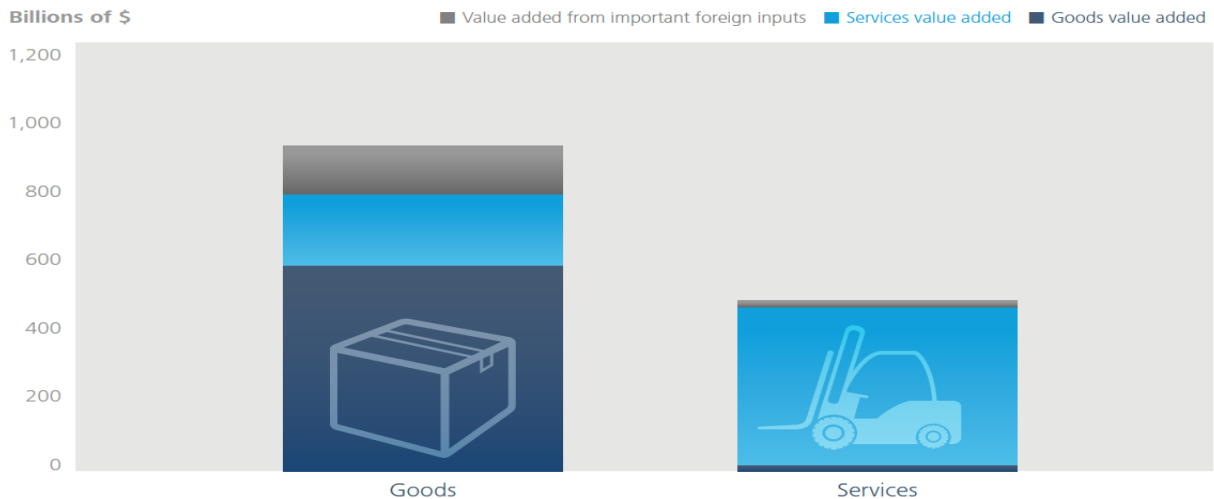 Billions of $
Value added from important foreign inputs Services value added Goods value added
1,200
1,000
800
600
400
200
0
Goods Services